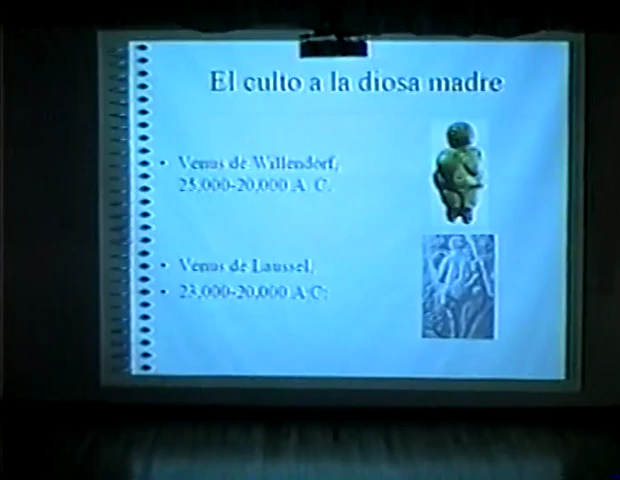 El culto a la diosa madre
• Venus de Willendorf,
25,000-20,000 A. C.
• Venus de Laussel,
• 23,000-20,000 A.C.